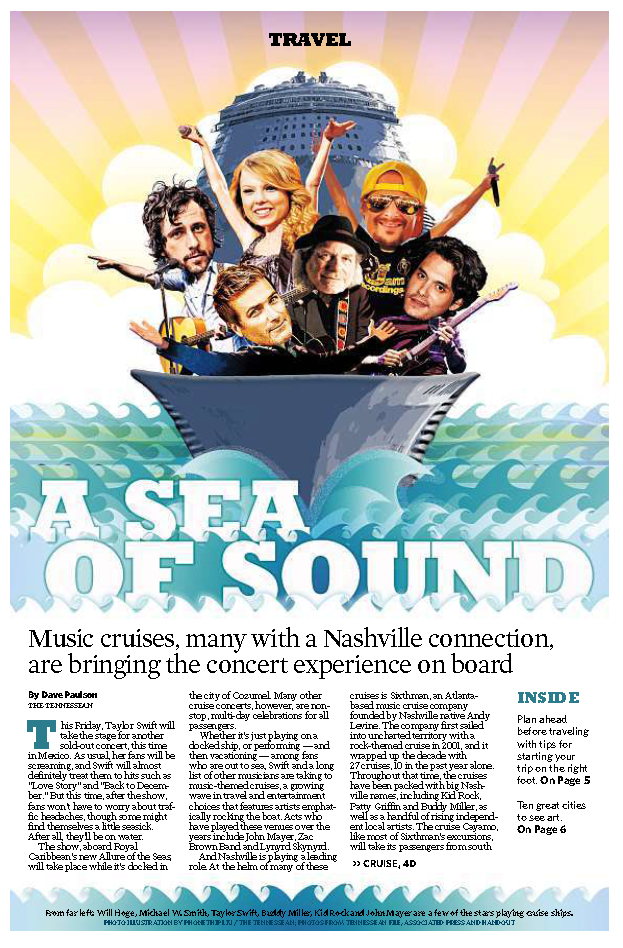 TRAVEL
A SEA
OF SOUND
Music cruises, many with a Nashville connection,
are bringing the concert experience on board
By Dave Paulson
THE TENNESSEAN
This Friday, Taylor Swift will
take the stage for another
sold-out concert, this time
in Mexico. As usual, her fans will be
screaming, and Swift will almost
definitely treat them to hits such as
"Love Story" and "Back to Decem-
ber." But this time, after the show,
fans won't have to worry about traf-
fic headaches, though some might
find themselves a little seasick.
After all, they'll be on water.
The show, aboard Royal
Caribbean's new Allure of the Seas,
will take place while it's docked in
the city of Cozumel. Many other
cruise concerts, however, are non-
stop, multi-day celebrations for all
passengers.
Whether it's just playing on a
docked ship, or performing — and
then vacationing — among fans
who are out to sea, Swift and a long
list of other musicians are taking to
music-themed cruises, a growing
wave in travel and entertainment
choices that features artists emphat-
ically rocking the boat. Acts who
have played these venues over the
years include John Mayer, Zac
Brown Band and Lynyrd Skynyrd.
And Nashville is playing a leading
role. At the helm of many of these
cruises is Sixthman, an Atlanta-
based music cruise company
founded by Nashville native Andy
Levine. The company first sailed
into uncharted territory with a
rock-themed cruise in 2001, and it
wrapped up the decade with
27 cruises, 10 in the past year alone.
Throughout that time, the cruises
have been packed with big Nash-
ville names, including Kid Rock,
Patty Griffin and Buddy Miller, as
well as a handful of rising independ-
ent local artists. The cruise Cayamo,
like most of Sixthman's excursions,
will take its passengers from south
>> CRUISE, 4D
INSIDE
Plan ahead
before traveling
with tips for
starting your
trip on the right
foot. On Page 5
Ten great cities
to see art.
On Page 6
From far left: Will Hoge, Michael W. Smith, Taylor Swift, Buddy Miller, Kid Rock and John Mayer are a few of the stars playing cruise ships.
PHOTO ILLUSTRATION BY / THE TENNESSEAN; PHOTOS FROM TENNESSEAN FILE, ASSOCIATED PRESS AND HANDOUT